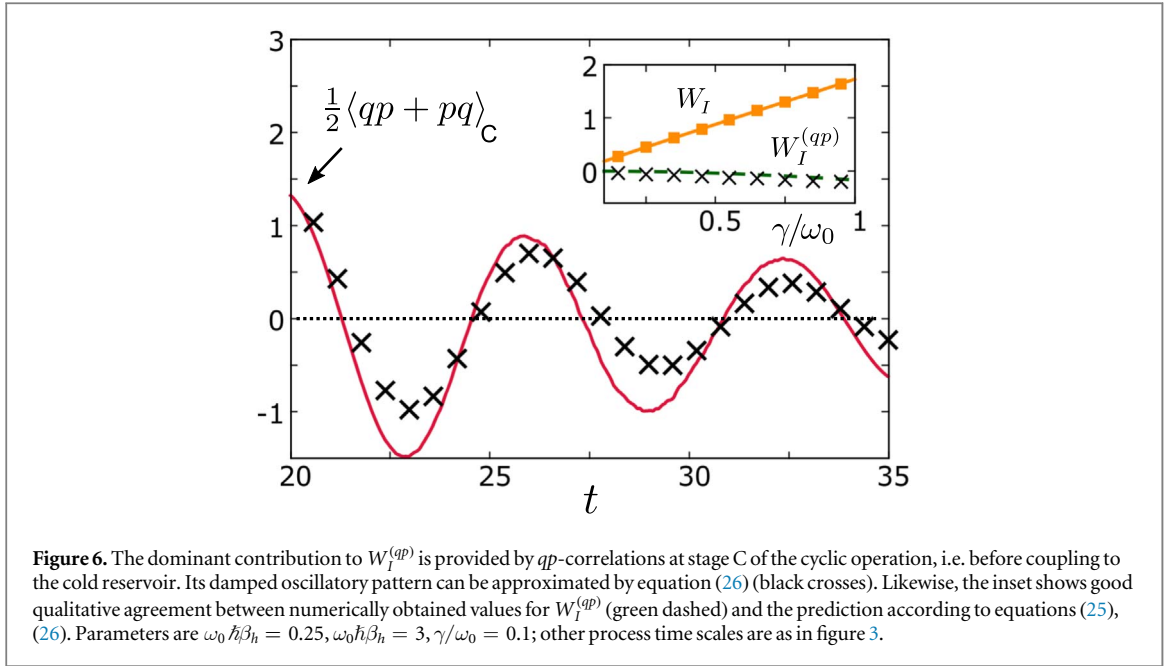 3
2
1
0
-1
20
25
30
35
t
½⟨qp + pq⟩_C
2
1
0
W_I
W_I^{(qp)}
0.5
γ/ω₀
1
Figure 6. The dominant contribution to W_I^{(qp)} is provided by qp-correlations at stage C of the cyclic operation, i.e. before coupling to
the cold reservoir. Its damped oscillatory pattern can be approximated by equation (26) (black crosses). Likewise, the inset shows good
qualitative agreement between numerically obtained values for W_I^{(qp)} (green dashed) and the prediction according to equations (25),
(26). Parameters are ω₀ħβ_h = 0.25, ω₀ħβ_h = 3, γ/ω₀ = 0.1; other process time scales are as in figure 3.